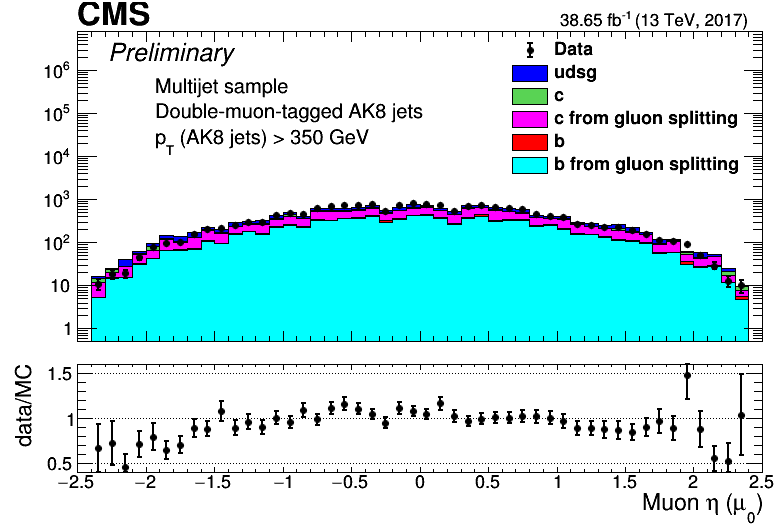 CMS
38.65 fb⁻¹ (13 TeV, 2017)
Preliminary
Multijet sample
Double-muon-tagged AK8 jets
p_T (AK8 jets) > 350 GeV
Data
udsg
c
c from gluon splitting
b
b from gluon splitting
10⁶
10⁵
10⁴
10³
10²
10
1
data/MC
1.5
1
0.5
−2.5 −2 −1.5 −1 −0.5 0 0.5 1 1.5 2 2.5
Muon η (μ₀)